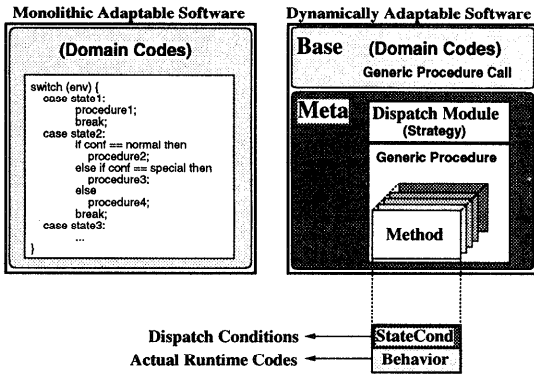 Monolithic Adaptable Software
(Domain Codes)
switch (env) {
case state1:
procedure1;
break;
case state2:
if conf == normal then
procedure2;
else if conf == special then
procedure3;
else
procedure4;
break;
case state3:
...
}
Dynamically Adaptable Software
Base (Domain Codes)
Generic Procedure Call
Meta
Dispatch Module
(Strategy)
Generic Procedure
Method
Dispatch Conditions
StateCond
Actual Runtime Codes
Behavior